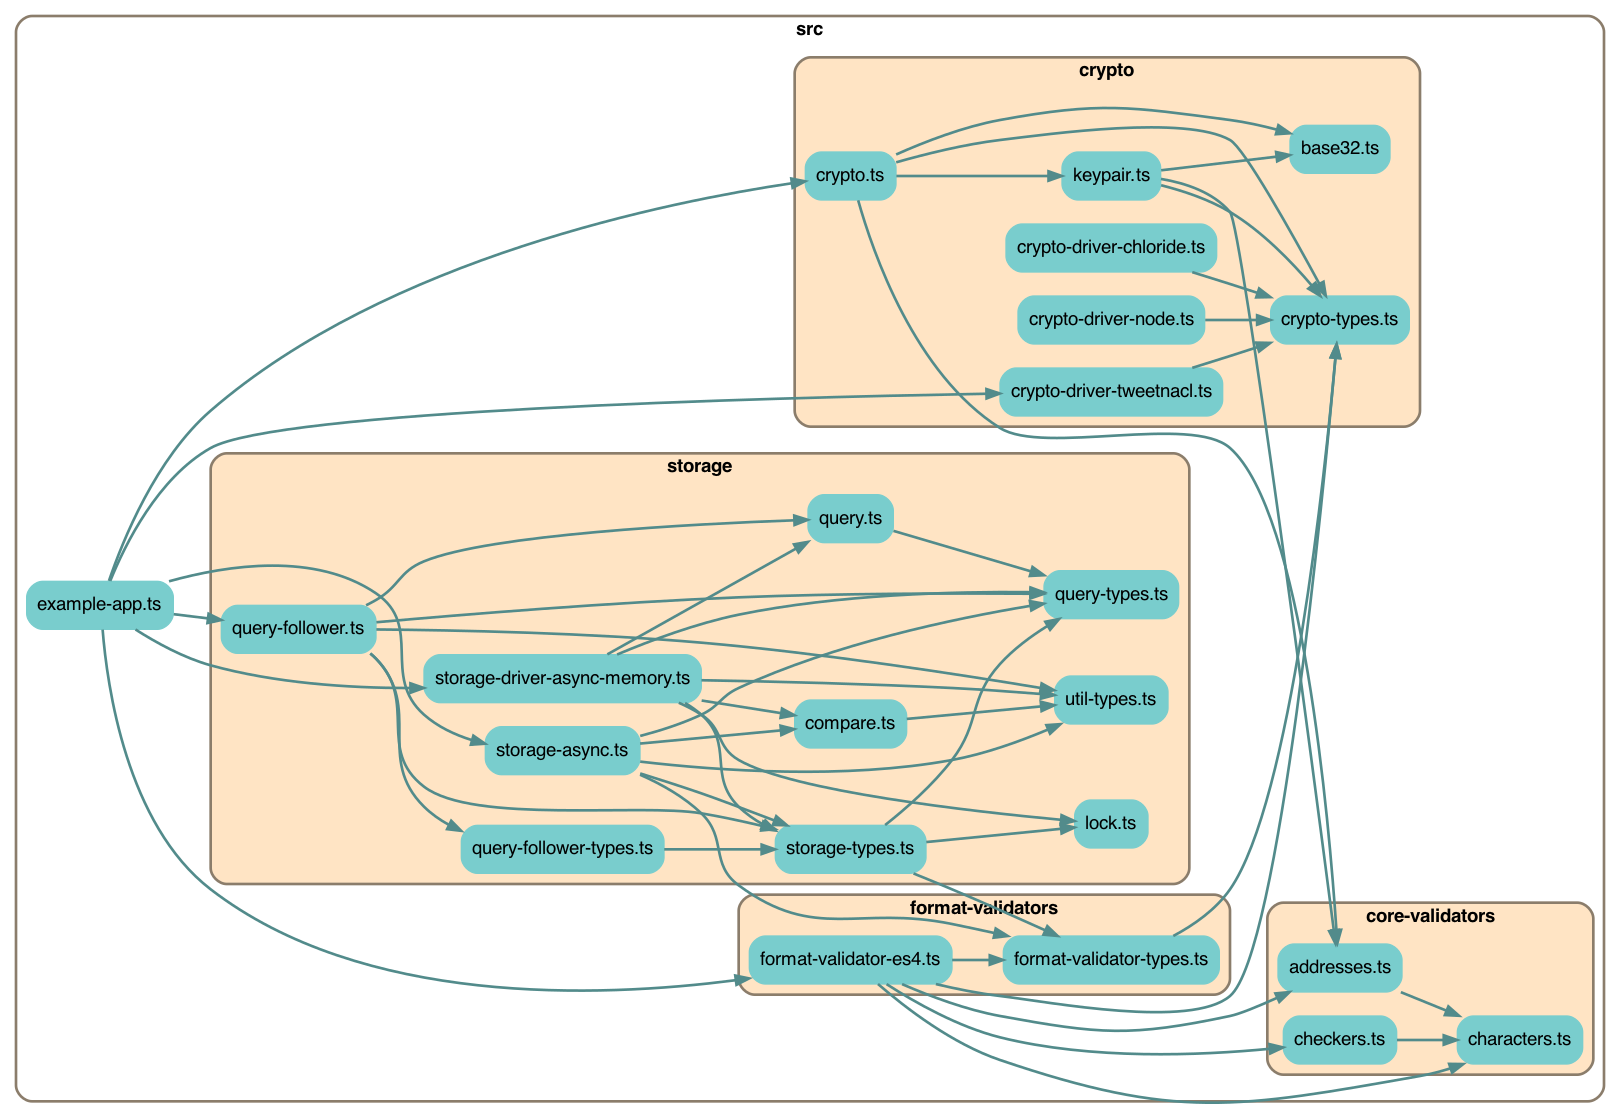 src
crypto
base32.ts
crypto.ts
keypair.ts
crypto-driver-chloride.ts
crypto-driver-node.ts
crypto-types.ts
crypto-driver-tweetnacl.ts
storage
query.ts
example-app.ts
query-types.ts
query-follower.ts
storage-driver-async-memory.ts
util-types.ts
compare.ts
storage-async.ts
lock.ts
query-follower-types.ts
storage-types.ts
format-validators
core-validators
format-validator-es4.ts
format-validator-types.ts
addresses.ts
checkers.ts
characters.ts